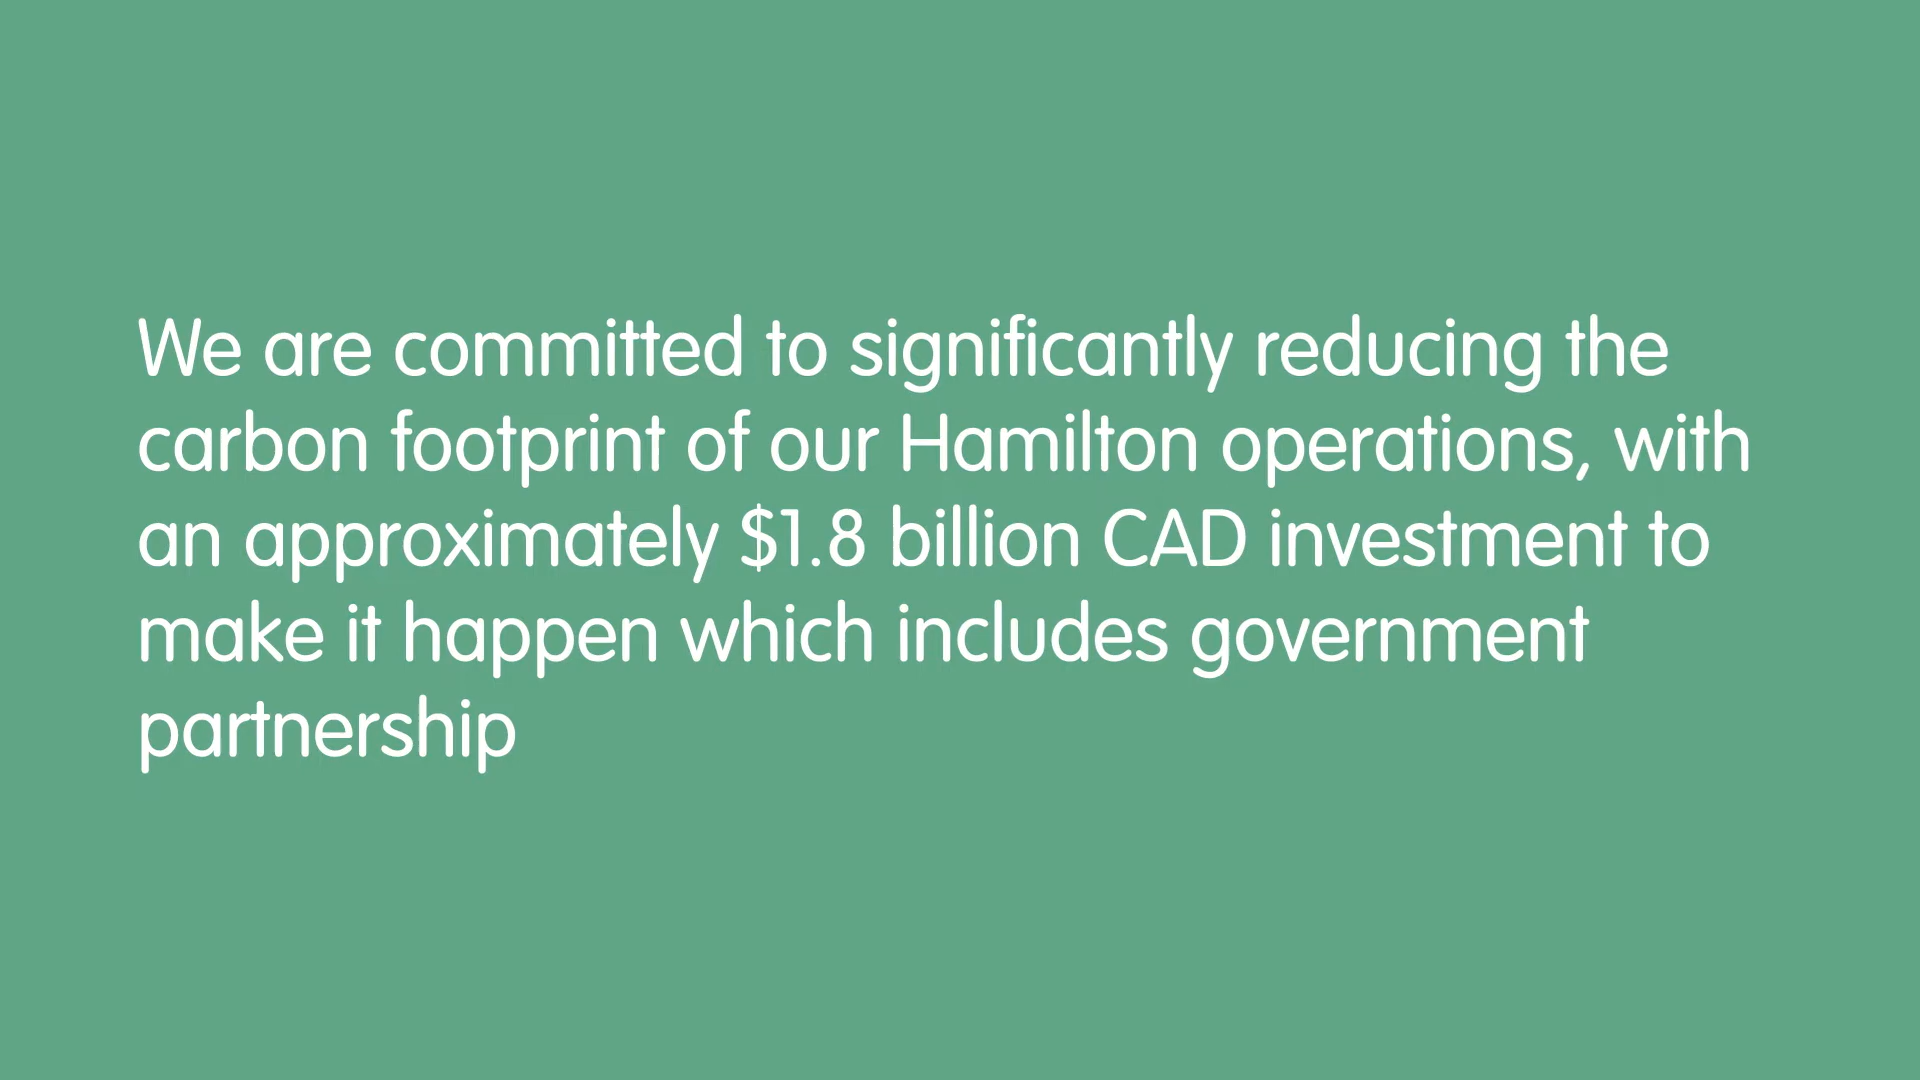 We are committed to significantly reducing the
carbon footprint of our Hamilton operations, with
an approximately $1.8 billion CAD investment to
make it happen which includes government
partnership